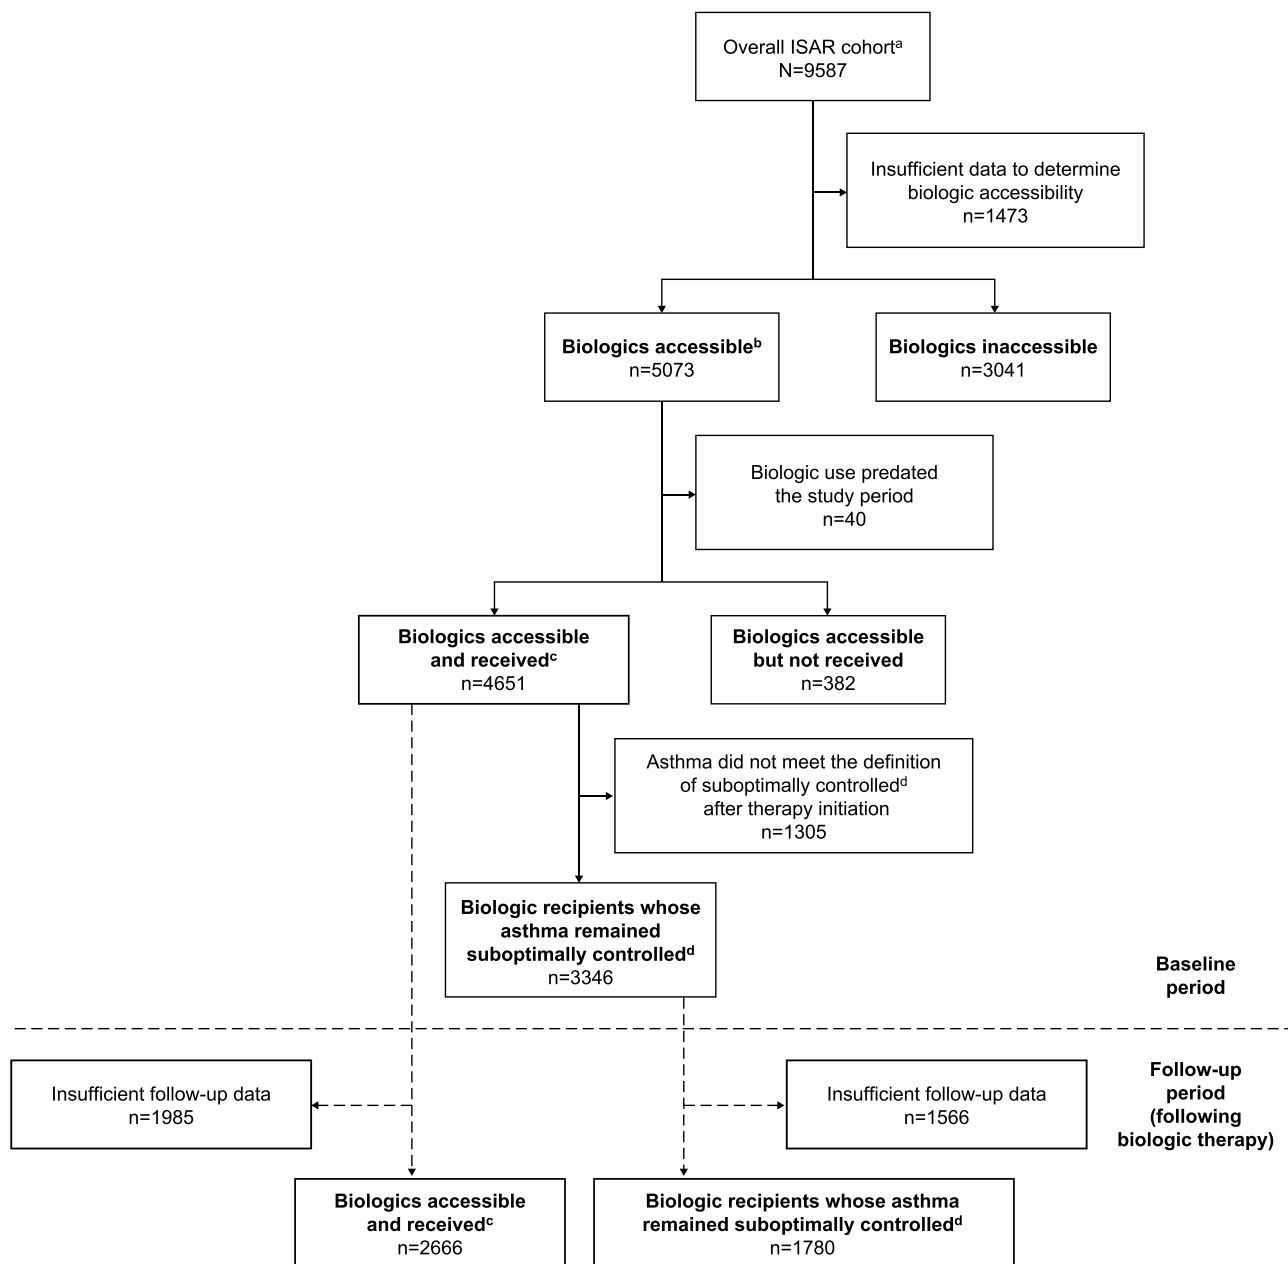 Overall ISAR cohortᵃ
N=9587
Insufficient data to determine
biologic accessibility
n=1473
Biologics accessibleᵇ
n=5073
Biologics inaccessible
n=3041
Biologic use predated
the study period
n=40
Biologics accessible
and receivedᶜ
n=4651
Biologics accessible
but not received
n=382
Asthma did not meet the definition
of suboptimally controlledᵈ
after therapy initiation
n=1305
Biologic recipients whose
asthma remained
suboptimally controlledᵈ
n=3346
Baseline
period
Insufficient follow-up data
n=1985
Insufficient follow-up data
n=1566
Follow-up
period
(following
biologic therapy)
Biologics accessible
and receivedᶜ
n=2666
Biologic recipients whose asthma
remained suboptimally controlledᵈ
n=1780